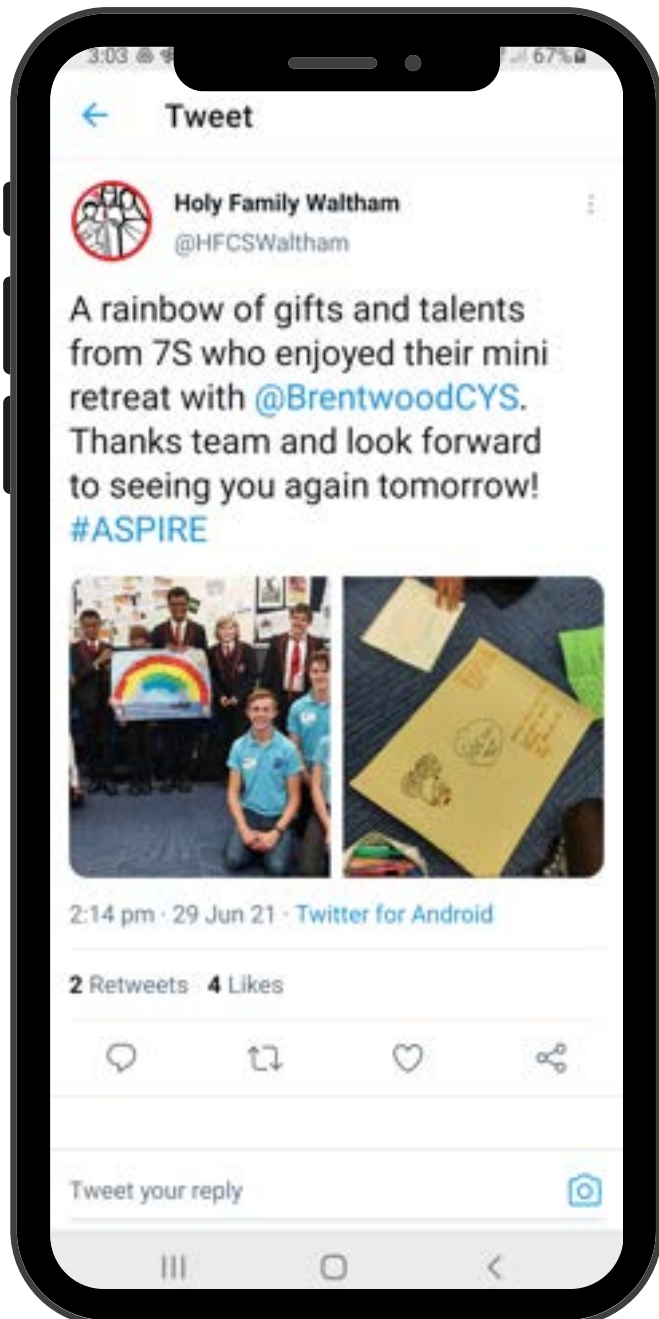 3:03
67%
Tweet
Holy Family Waltham
@HFCSWaltham
A rainbow of gifts and talents
from 7S who enjoyed their mini
retreat with @BrentwoodCYS.
Thanks team and look forward
to seeing you again tomorrow!
#ASPIRE
2:14 pm · 29 Jun 21 · Twitter for Android
2 Retweets 4 Likes
Tweet your reply